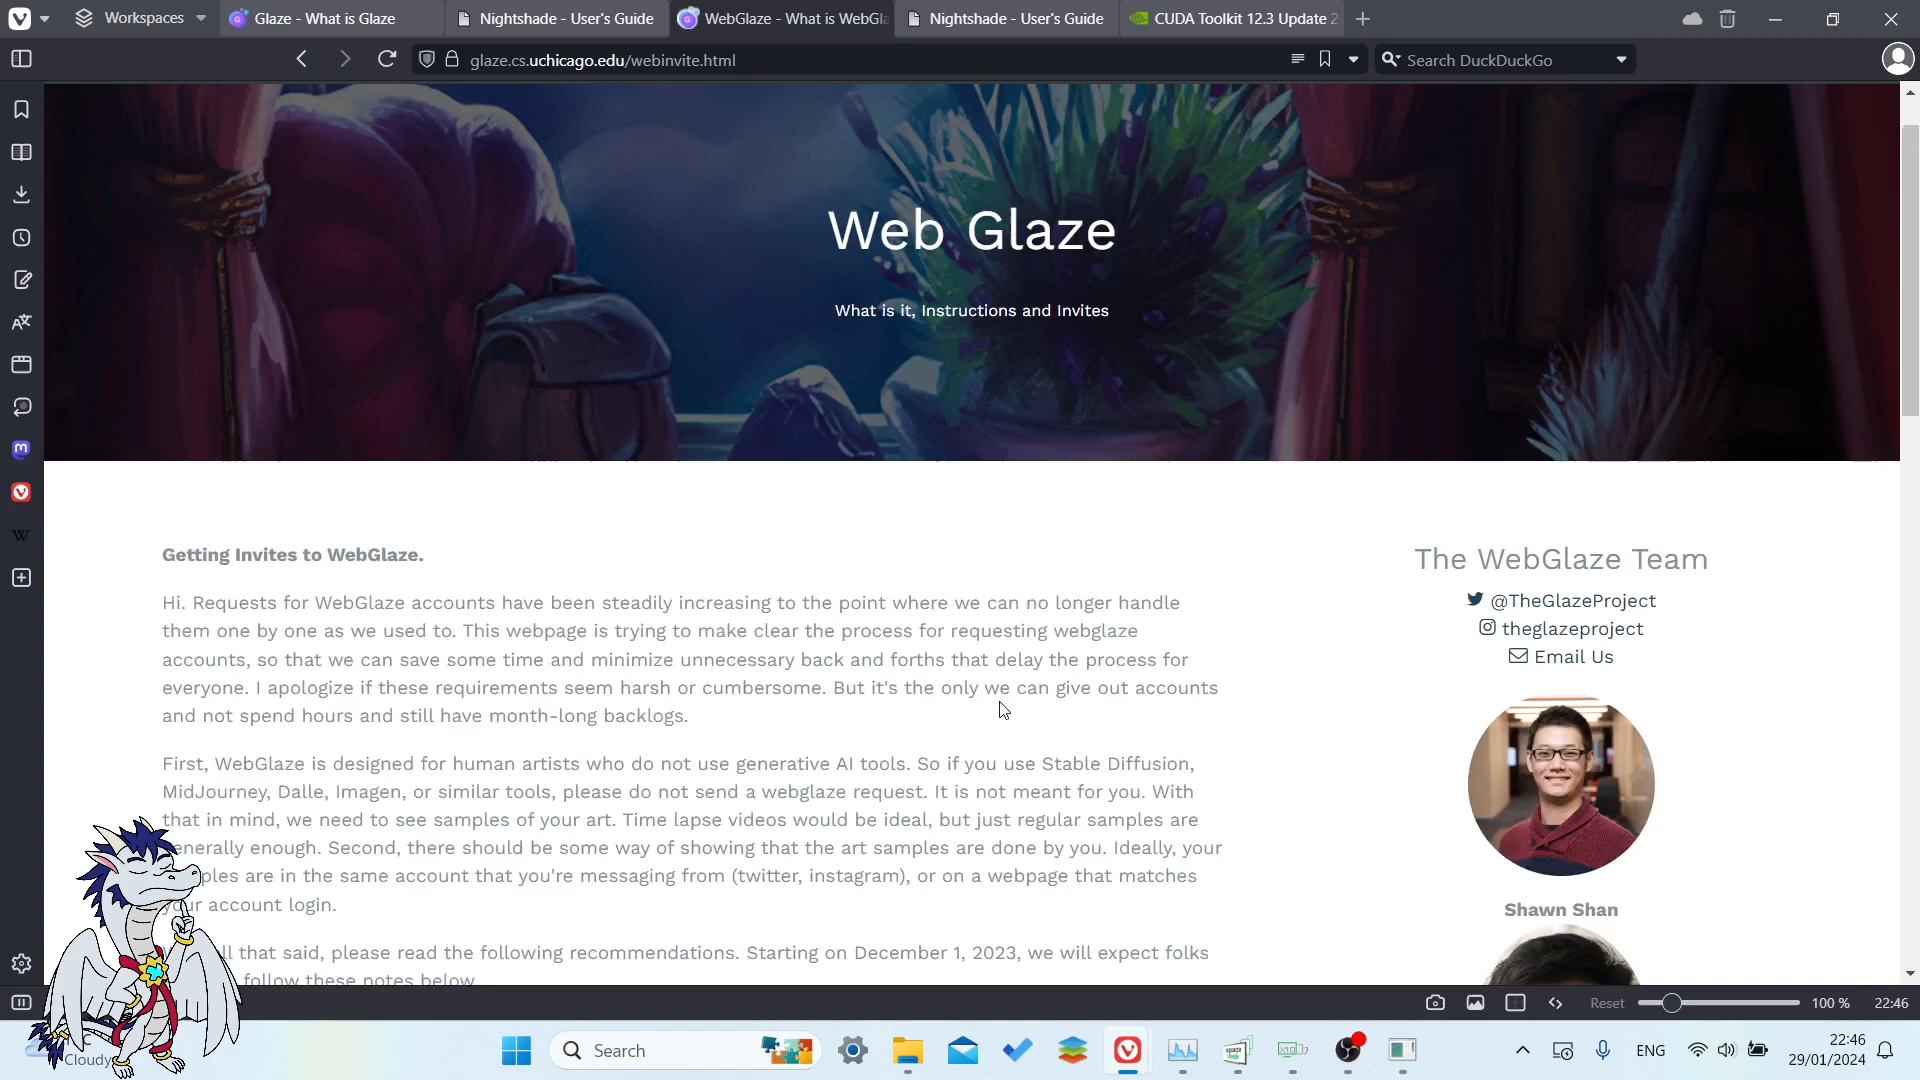 Workspaces
Glaze - What is Glaze
Nightshade - User's Guide
WebGlaze - What is WebGla
Nightshade - User's Guide
CUDA Toolkit 12.3 Update 2
glaze.cs.uchicago.edu/webinvite.html
Search DuckDuckGo
Web Glaze
What is it, Instructions and Invites
Getting Invites to WebGlaze.
Hi. Requests for WebGlaze accounts have been steadily increasing to the point where we can no longer handle
them one by one as we used to. This webpage is trying to make clear the process for requesting webglaze
accounts, so that we can save some time and minimize unnecessary back and forths that delay the process for
everyone. I apologize if these requirements seem harsh or cumbersome. But it's the only we can give out accounts
and not spend hours and still have month-long backlogs.
First, WebGlaze is designed for human artists who do not use generative AI tools. So if you use Stable Diffusion,
MidJourney, Dalle, Imagen, or similar tools, please do not send a webglaze request. It is not meant for you. With
that in mind, we need to see samples of your art. Time lapse videos would be ideal, but just regular samples are
enerally enough. Second, there should be some way of showing that the art samples are done by you. Ideally, your
ples are in the same account that you're messaging from (twitter, instagram), or on a webpage that matches
your account login.
ll that said, please read the following recommendations. Starting on December 1, 2023, we will expect folks
follow these notes below
The WebGlaze Team
@TheGlazeProject
theglazeproject
Email Us
Shawn Shan
Reset
100 %
22:46
Cloudy
Search
ENG
22:46
29/01/2024